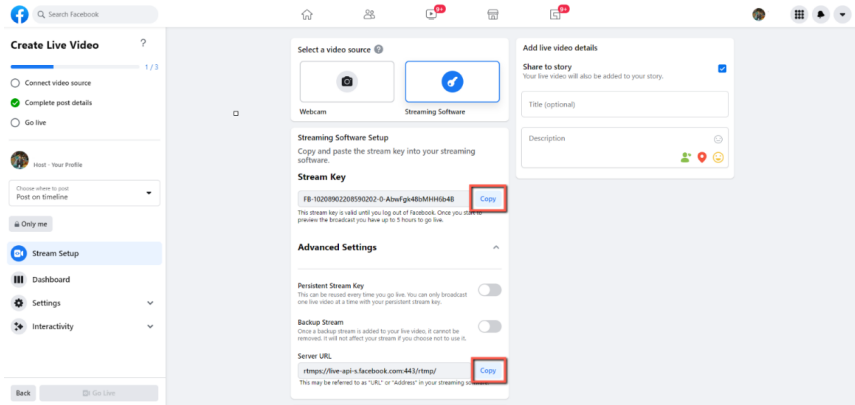 Search Facebook
9+
9+
Create Live Video
?
1 / 3
Connect video source
Complete post details
Go live
Host · Your Profile
Choose where to post
Post on timeline
Only me
Stream Setup
Dashboard
Settings
Interactivity
Back
Go Live
Select a video source
Webcam
Streaming Software
Streaming Software Setup
Copy and paste the stream key into your streaming
software.
Stream Key
FB-10208902208590202-0-AbwFgk48bMHH6b4B
Copy
This stream key is valid until you log out of Facebook. Once you start to
preview the broadcast you have up to 5 hours to go live.
Advanced Settings
Persistent Stream Key
This can be reused every time you go live. You can only broadcast
one live video at a time with your persistent stream key.
Backup Stream
Once a backup stream is added to your live video, it cannot be
removed. It will not affect your stream if you choose not to use it.
Server URL
rtmps://live-api-s.facebook.com:443/rtmp/
Copy
This may be referred to as "URL" or "Address" in your streaming software.
Add live video details
Share to story
Your live video will also be added to your story.
Title (optional)
Description